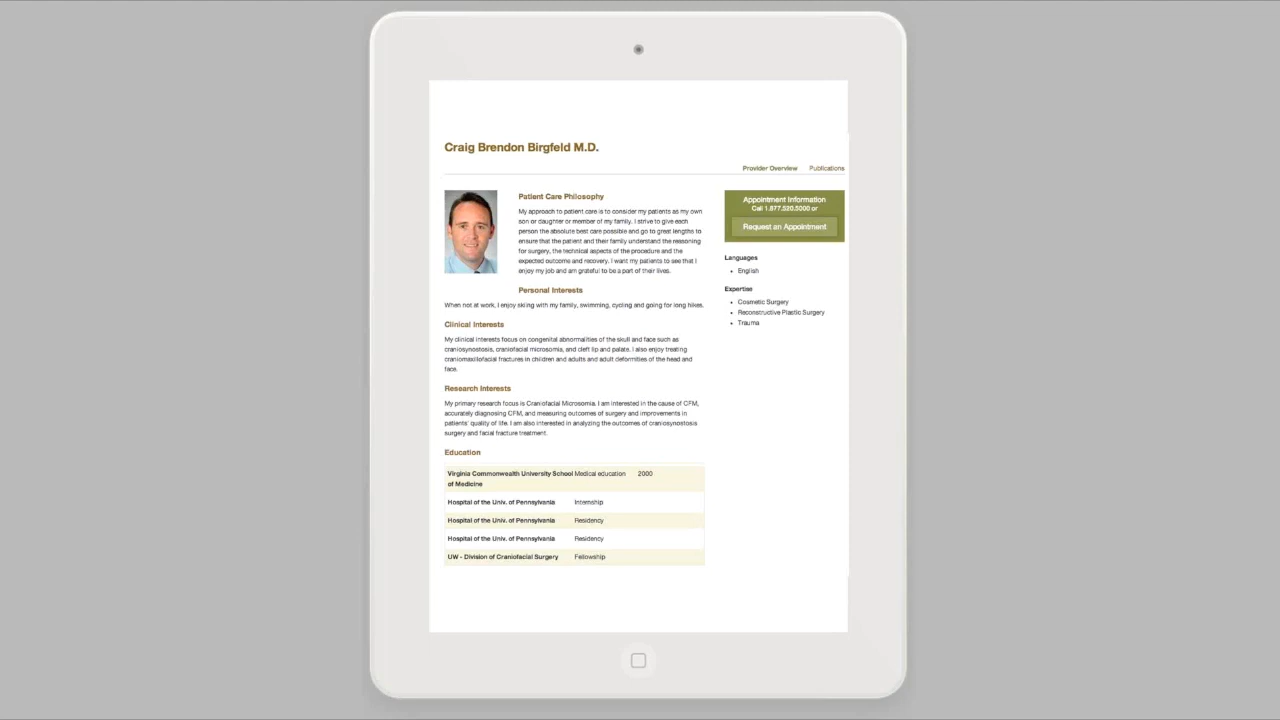 Craig Brendon Birgfeld M.D.
Provider Overview Publications
Patient Care Philosophy
My approach to patient care is to consider my patients as my own
son or daughter or member of my family. I strive to give each
person the absolute best care possible and go to great lengths to
ensure that the patient and their family understand the reasoning
for surgery, the technical aspects of the procedure and the
expected outcome and recovery. I want my patients to see that I
enjoy my job and am grateful to be a part of their lives.
Personal Interests
When not at work, I enjoy skiing with my family, swimming, cycling and going for long hikes.
Clinical Interests
My clinical interests focus on congenital abnormalities of the skull and face such as
craniosynostosis, craniofacial microsomia, and cleft lip and palate. I also enjoy treating
craniomaxillofacial fractures in children and adults and adult deformities of the head and
face.
Research Interests
My primary research focus is Craniofacial Microsomia. I am interested in the cause of CFM,
accurately diagnosing CFM, and measuring outcomes of surgery and improvements in
patients' quality of life. I am also interested in analyzing the outcomes of craniosynostosis
surgery and facial fracture treatment.
Education
Virginia Commonwealth University School Medical education 2000
of Medicine
Hospital of the Univ. of Pennsylvania Internship
Hospital of the Univ. of Pennsylvania Residency
Hospital of the Univ. of Pennsylvania Residency
UW - Division of Craniofacial Surgery Fellowship
Appointment Information
Call 1.877.520.5000 or
Request an Appointment
Languages
• English
Expertise
• Cosmetic Surgery
• Reconstructive Plastic Surgery
• Trauma